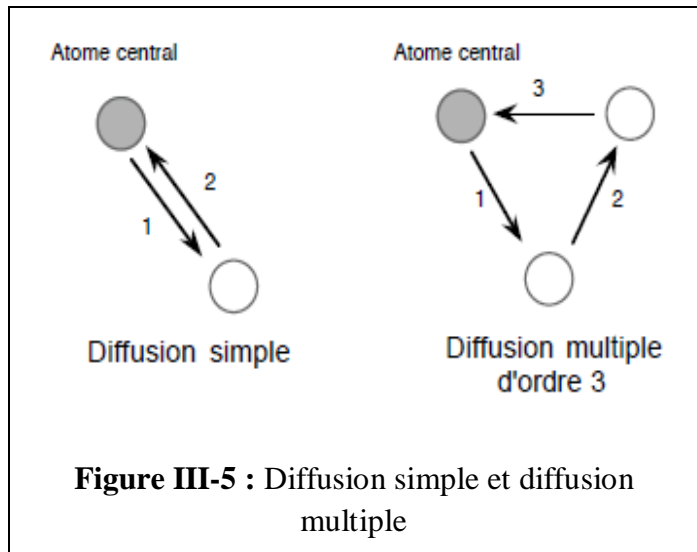 Atome central
1
2
Diffusion simple
Atome central
3
1
2
Diffusion multiple
d'ordre 3
Figure III-5 : Diffusion simple et diffusion
multiple